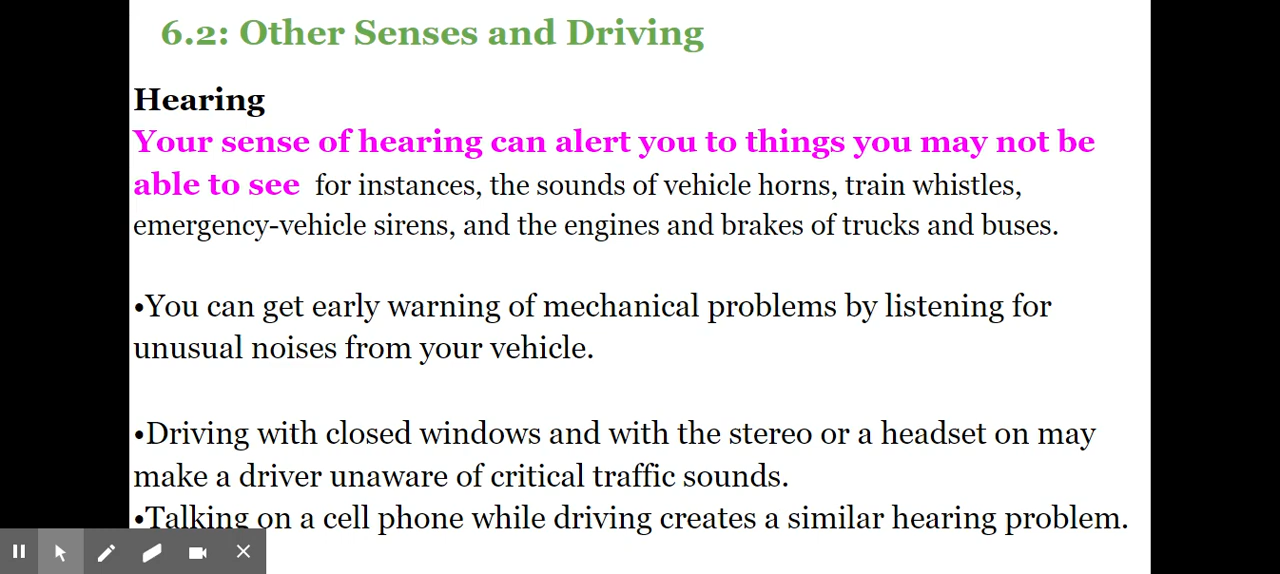 6.2: Other Senses and Driving
Hearing
Your sense of hearing can alert you to things you may not be
able to see for instances, the sounds of vehicle horns, train whistles,
emergency-vehicle sirens, and the engines and brakes of trucks and buses.
•You can get early warning of mechanical problems by listening for
unusual noises from your vehicle.
•Driving with closed windows and with the stereo or a headset on may
make a driver unaware of critical traffic sounds.
•Talking on a cell phone while driving creates a similar hearing problem.